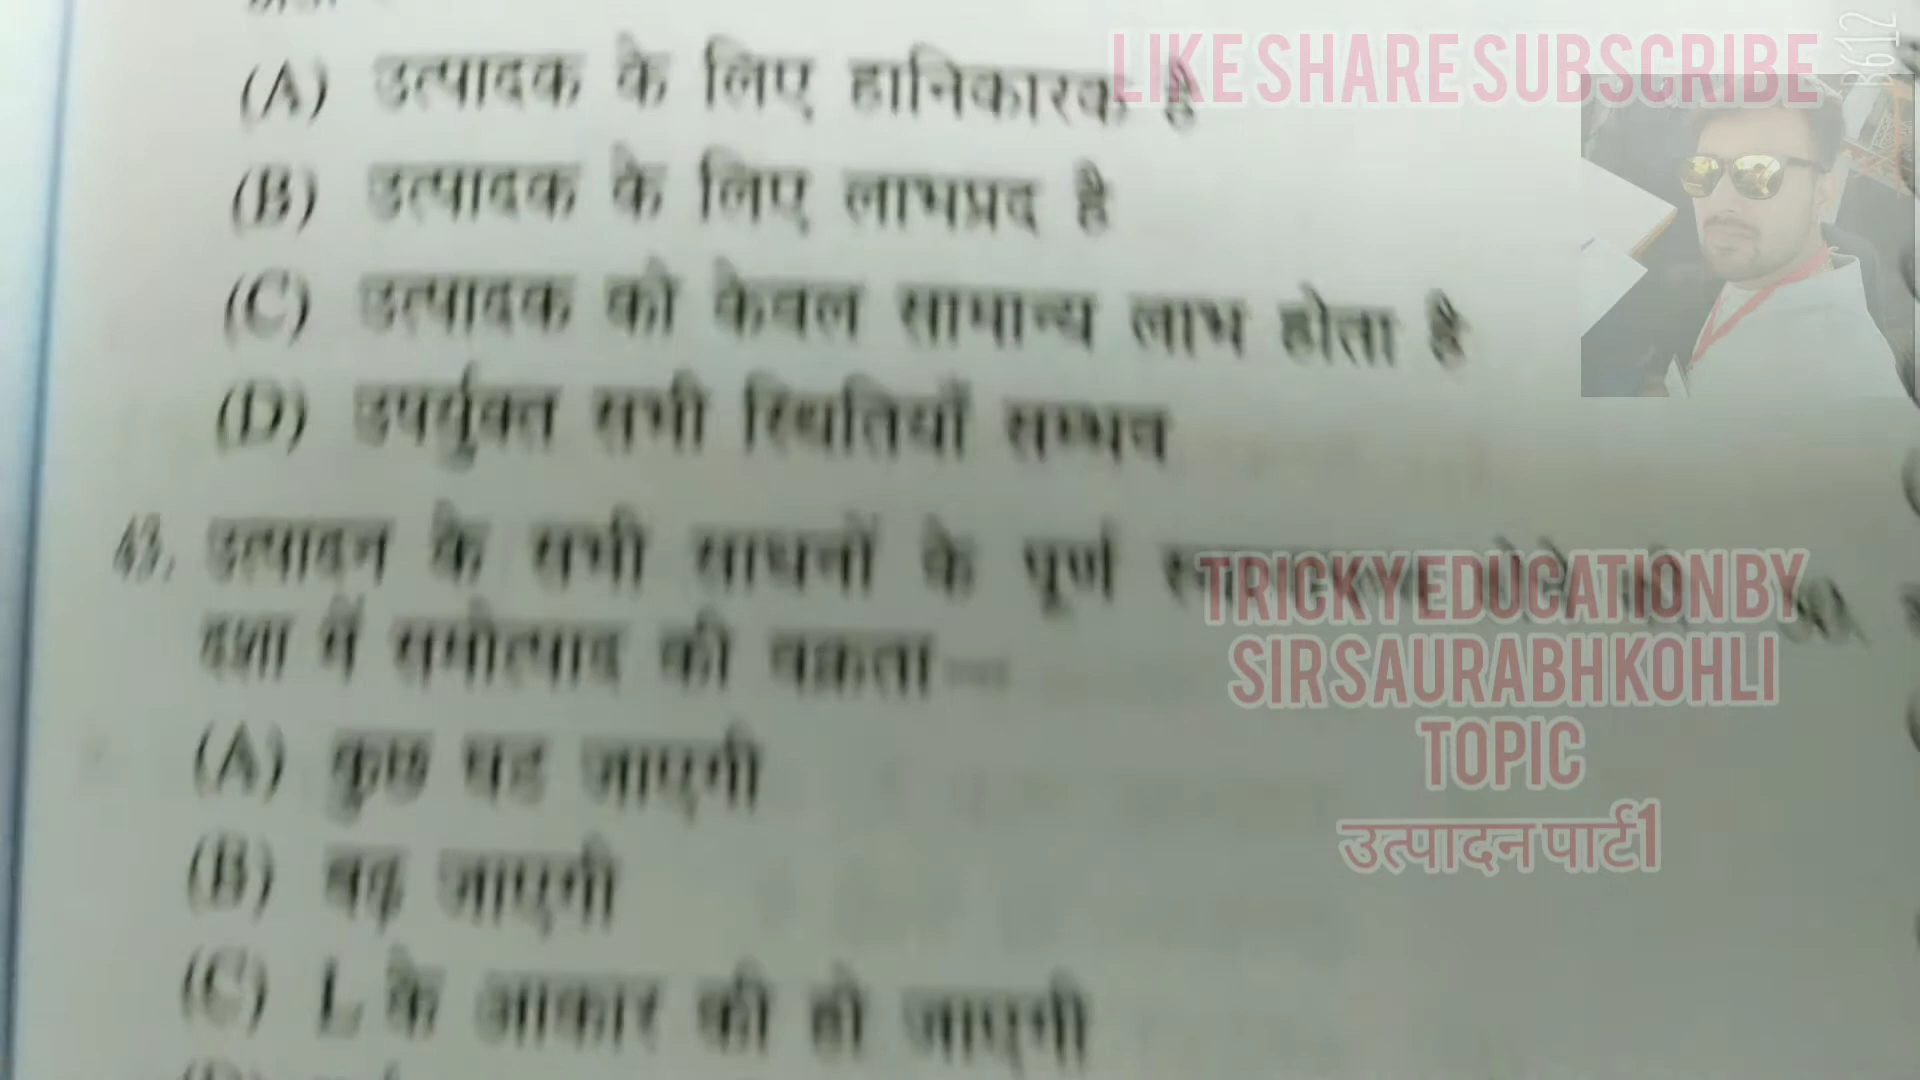 LIKE SHARE SUBSCRIBE
B612
(A) उत्पादक के लिए हानिकारक है
(B) उत्पादक के लिए लाभप्रद है
(C) उत्पादक को केवल सामान्य लाभ होता है
(D) उपर्युक्त सभी स्थितियाँ सम्भव
43. उत्पादन के सभी साधनों के पूर्ण
दशा में समोत्पाद की वक्रता—
(A) कुछ घट जाएगी
(B) बढ़ जाएगी
(C) L के आकार की हो जाएगी
TRICKY EDUCATION BY
SIR SAURABH KOHLI
TOPIC
उत्पादन पार्ट1